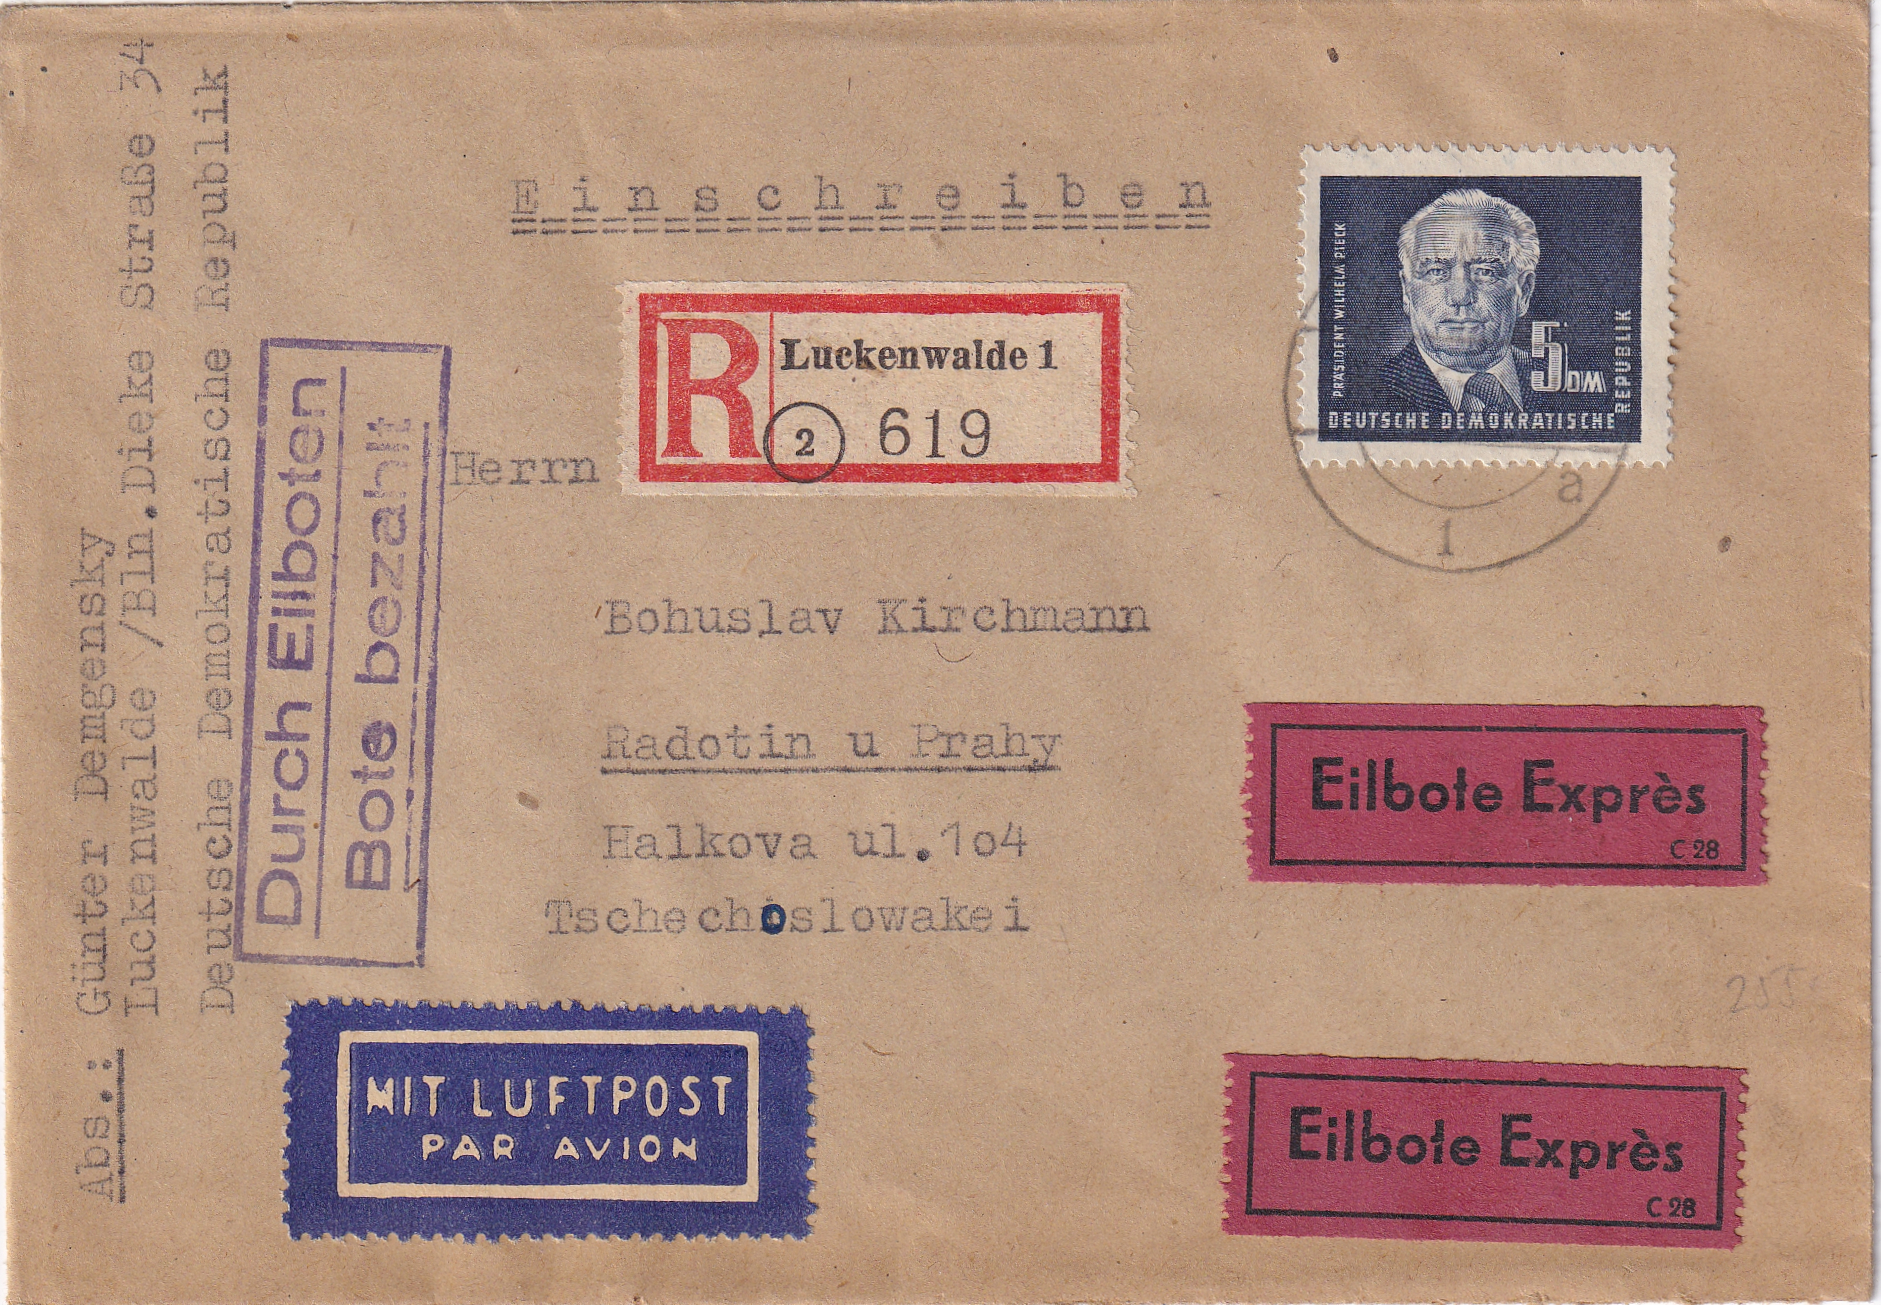 Einschreiben
R Luckenwalde 1
2 619
PRÄSIDENT WILHELM PIECK
5 DM
DEUTSCHE DEMOKRATISCHE
REPUBLIK
1 a
Herrn
Bohuslav Kirchmann
Radotin u Prahy
Halkova ul.1o4
Tschechoslowakei
Abs.: Günter Demgensky
Luckenwalde /Bln.Dieke Straße 34
Deutsche Demokratische Republik
Durch Eilboten
Bote bezahlt
MIT LUFTPOST
PAR AVION
Eilbote Exprès
C 28
Eilbote Exprès
C 28